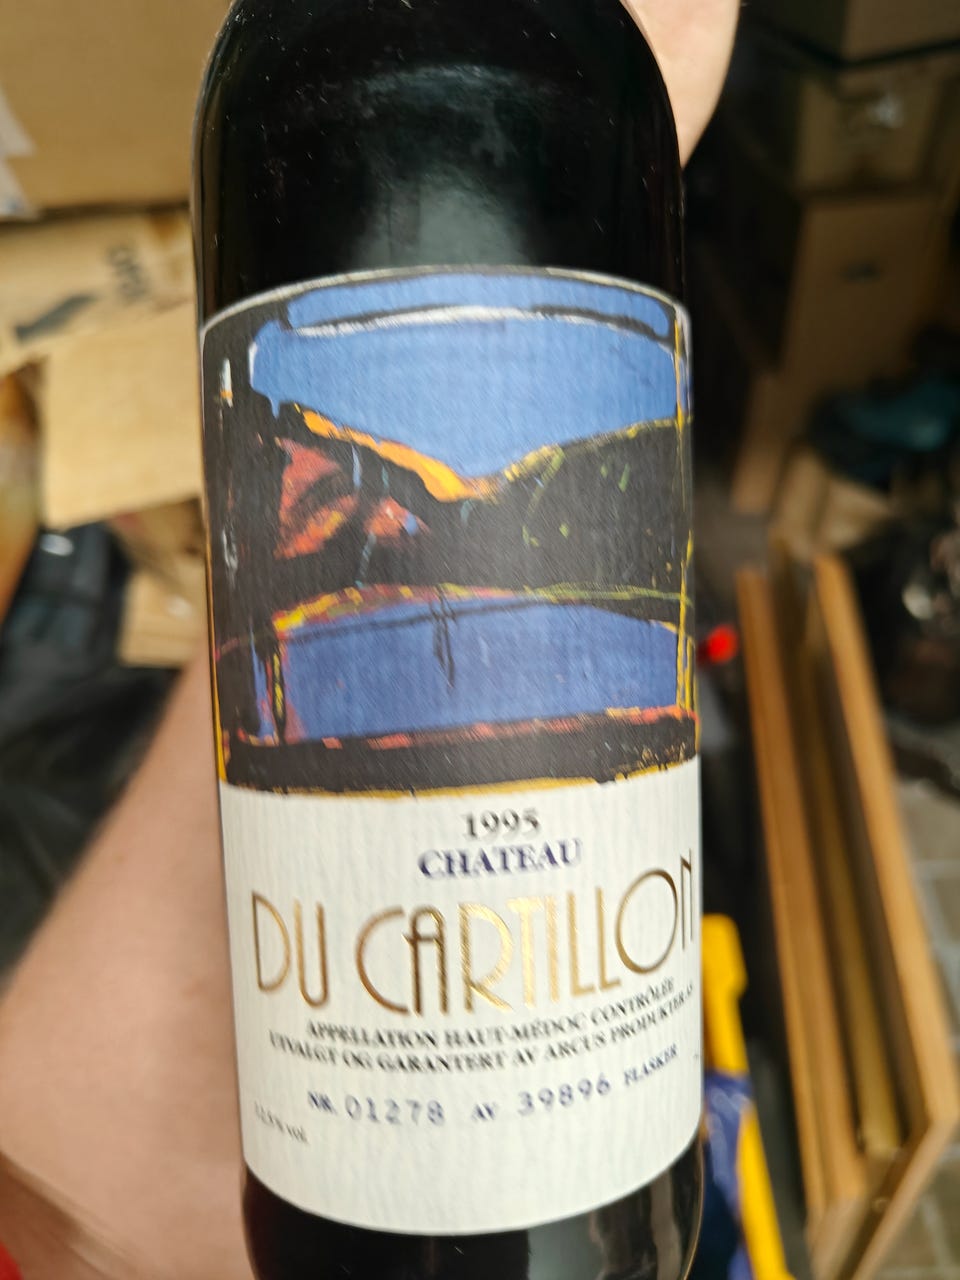 1995
CHATEAU
DU CARTILLON
APPELLATION HAUT-MÉDOC CONTRÔLÉE
UTVALGT OG GARANTERT AV ARCUS PRODUKTER AS
NR. 01278 AV 39896 FLASKER
vol.